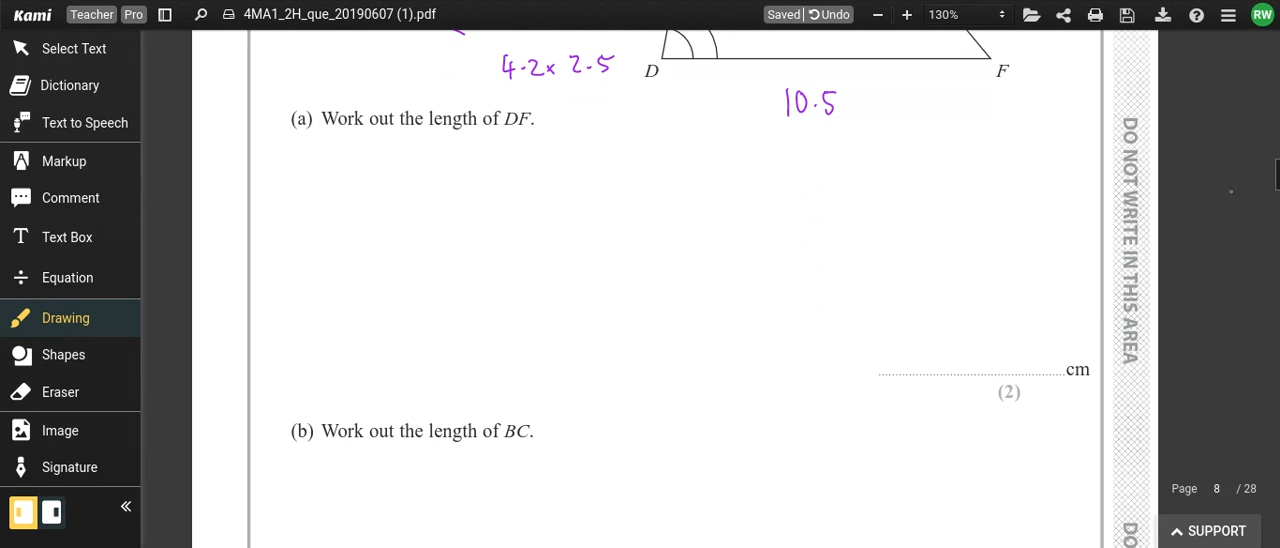 Kami Teacher Pro 4MA1_2H_que_20190607 (1).pdf Saved Undo 130% RW
Select Text
Dictionary
Text to Speech
Markup
Comment
Text Box
Equation
Drawing
Shapes
Eraser
Image
Signature
4.2 x 2.5
D
F
10.5
(a) Work out the length of DF.
cm
(2)
(b) Work out the length of BC.
DO NOT WRITE IN THIS AREA
DO
Page 8 / 28
SUPPORT